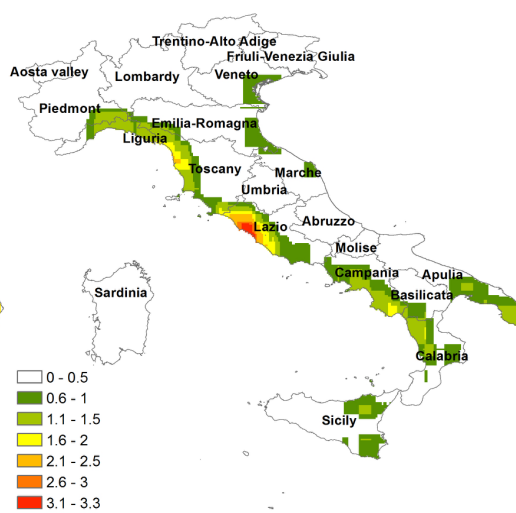 Trentino-Alto Adige
Friuli-Venezia Giulia
Aosta valley
Lombardy
Veneto
Piedmont
Emilia-Romagna
Liguria
Toscany
Marche
Umbria
Lazio
Abruzzo
Molise
Campania
Apulia
Sardinia
Basilicata
Calabria
Sicily
0 - 0.5
0.6 - 1
1.1 - 1.5
1.6 - 2
2.1 - 2.5
2.6 - 3
3.1 - 3.3